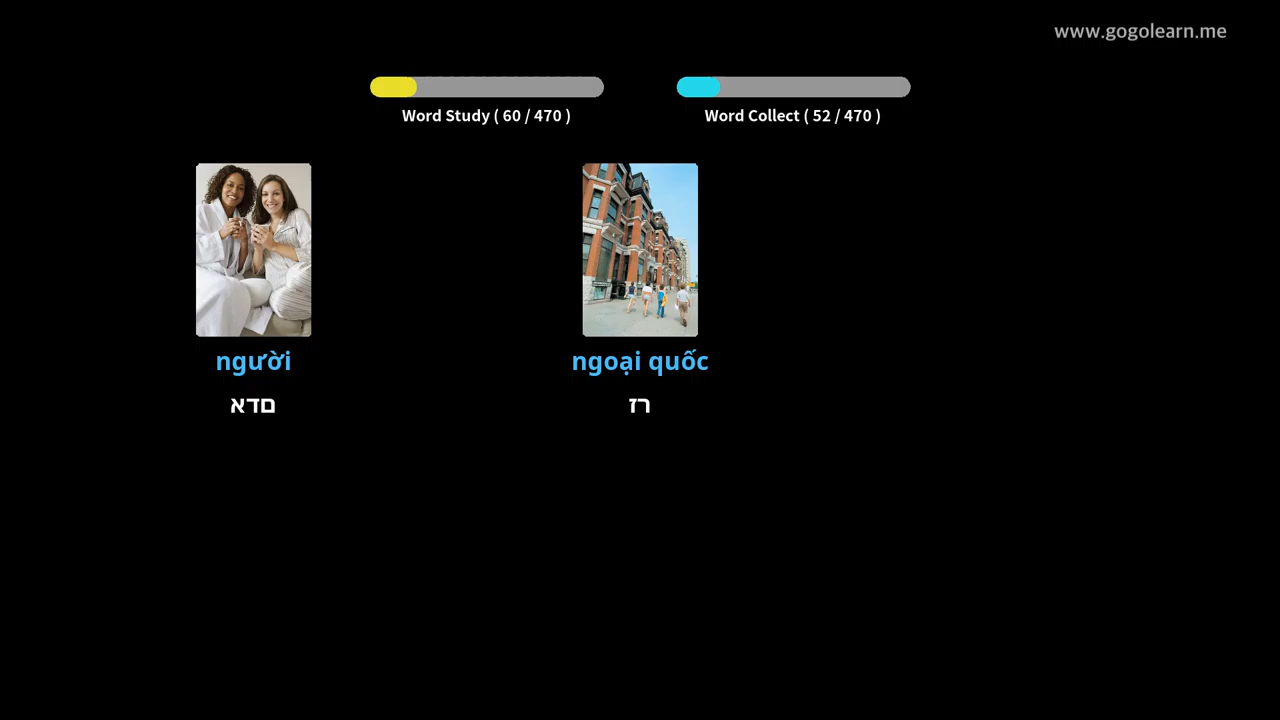 www.gogolearn.me
Word Study ( 60 / 470 )
Word Collect ( 52 / 470 )
người
אדם
ngoại quốc
זר